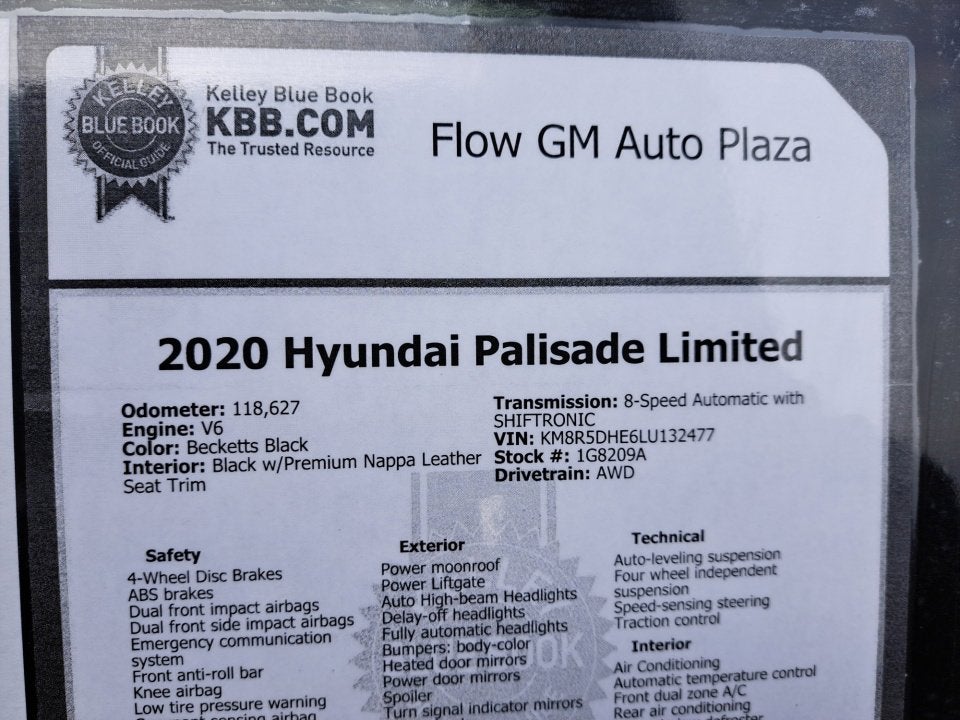 KELLEY
BLUE BOOK
OFFICIAL GUIDE
Kelley Blue Book
KBB.COM
The Trusted Resource
Flow GM Auto Plaza
2020 Hyundai Palisade Limited
Odometer: 118,627
Engine: V6
Color: Becketts Black
Interior: Black w/Premium Nappa Leather
Seat Trim
Transmission: 8-Speed Automatic with
SHIFTRONIC
VIN: KM8R5DHE6LU132477
Stock #: 1G8209A
Drivetrain: AWD
Safety
4-Wheel Disc Brakes
ABS brakes
Dual front impact airbags
Dual front side impact airbags
Emergency communication
system
Front anti-roll bar
Knee airbag
Low tire pressure warning
Exterior
Power moonroof
Power Liftgate
Auto High-beam Headlights
Delay-off headlights
Fully automatic headlights
Bumpers: body-color
Heated door mirrors
Power door mirrors
Spoiler
Turn signal indicator mirrors
Technical
Auto-leveling suspension
Four wheel independent
suspension
Speed-sensing steering
Traction control
Interior
Air Conditioning
Automatic temperature control
Front dual zone A/C
Rear air conditioning